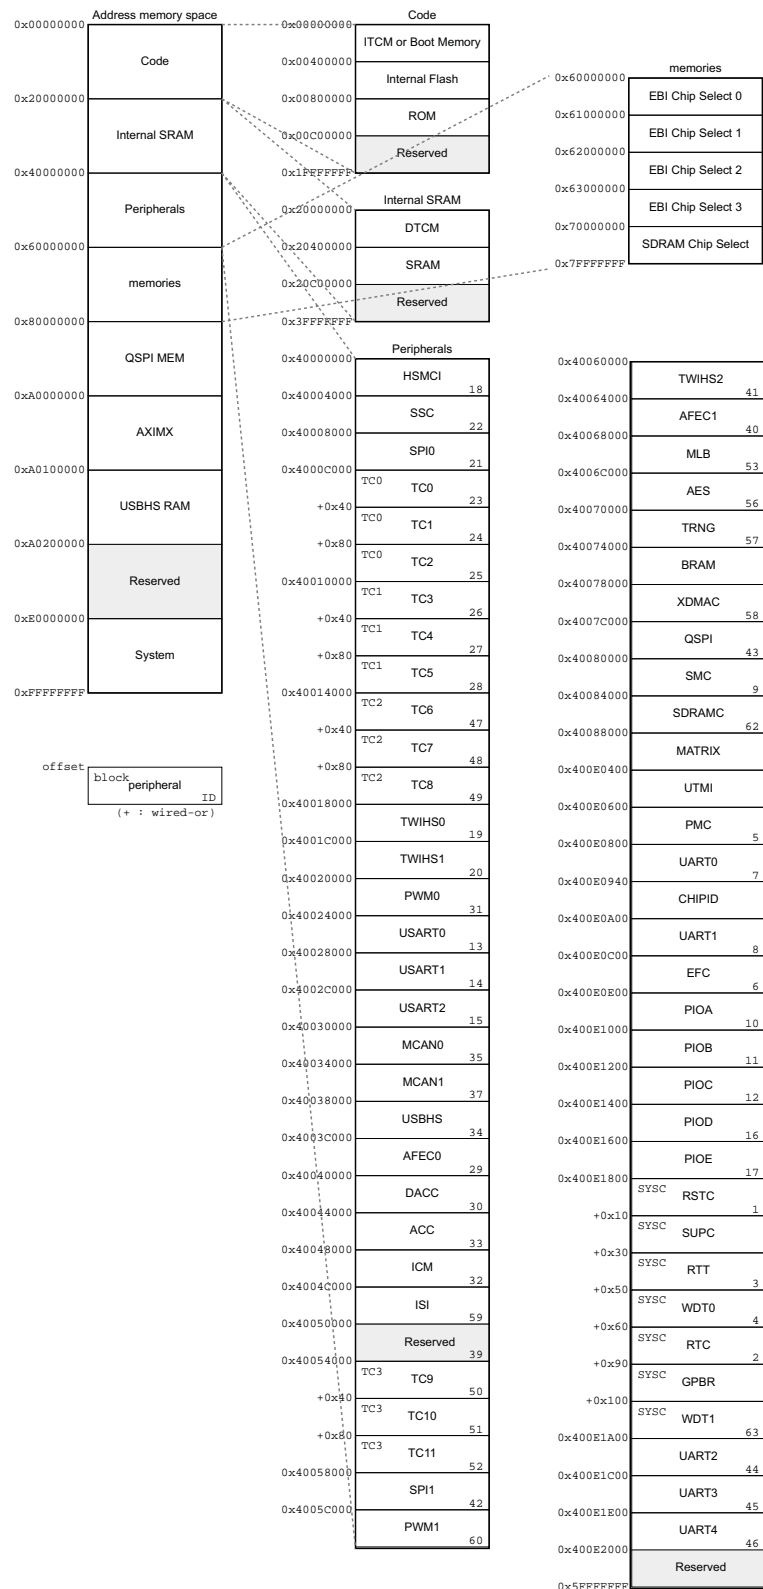 Address memory space
0x00000000
Code
0x20000000
Internal SRAM
0x40000000
Peripherals
0x60000000
memories
0x80000000
QSPI MEM
0xA0000000
AXIMX
0xA0100000
USBHS RAM
0xA0200000
Reserved
0xE0000000
System
0xFFFFFFFF
offset
block
peripheral
ID
(+ : wired-or)
Code
0x00000000
ITCM or Boot Memory
0x00400000
Internal Flash
0x00800000
ROM
0x00C00000
Reserved
0x1FFFFFFF
Internal SRAM
0x20000000
DTCM
0x20400000
SRAM
0x20C00000
Reserved
0x3FFFFFFF
Peripherals
0x40000000
HSMCI
18
0x40004000
SSC
22
0x40008000
SPI0
21
0x4000C000
TC0
TC0
23
+0x40
TC0
TC1
24
+0x80
TC0
TC2
25
0x40010000
TC1
TC3
26
+0x40
TC1
TC4
27
+0x80
TC1
TC5
28
0x40014000
TC2
TC6
47
+0x40
TC2
TC7
48
+0x80
TC2
TC8
49
0x40018000
TWIHS0
19
0x4001C000
TWIHS1
20
0x40020000
PWM0
31
0x40024000
USART0
13
0x40028000
USART1
14
0x4002C000
USART2
15
0x40030000
MCAN0
35
0x40034000
MCAN1
37
0x40038000
USBHS
34
0x4003C000
AFEC0
29
0x40040000
DACC
30
0x40044000
ACC
33
0x40048000
ICM
32
0x4004C000
ISI
59
0x40050000
Reserved
39
0x40054000
TC3
TC9
50
+0x40
TC3
TC10
51
+0x80
TC3
TC11
52
0x40058000
SPI1
42
0x4005C000
PWM1
60
memories
0x60000000
EBI Chip Select 0
0x61000000
EBI Chip Select 1
0x62000000
EBI Chip Select 2
0x63000000
EBI Chip Select 3
0x70000000
SDRAM Chip Select
0x7FFFFFFF
0x40060000
TWIHS2
41
0x40064000
AFEC1
40
0x40068000
MLB
53
0x4006C000
AES
56
0x40070000
TRNG
57
0x40074000
BRAM
0x40078000
XDMAC
58
0x4007C000
QSPI
43
0x40080000
SMC
9
0x40084000
SDRAMC
62
0x40088000
MATRIX
0x400E0400
UTMI
0x400E0600
PMC
5
0x400E0800
UART0
7
0x400E0940
CHIPID
0x400E0A00
UART1
8
0x400E0C00
EFC
6
0x400E0E00
PIOA
10
0x400E1000
PIOB
11
0x400E1200
PIOC
12
0x400E1400
PIOD
16
0x400E1600
PIOE
17
0x400E1800
SYSC
RSTC
1
+0x10
SYSC
SUPC
+0x30
SYSC
RTT
3
+0x50
SYSC
WDT0
4
+0x60
SYSC
RTC
2
+0x90
SYSC
GPBR
+0x100
SYSC
WDT1
63
0x400E1A00
UART2
44
0x400E1C00
UART3
45
0x400E1E00
UART4
46
0x400E2000
Reserved
0x5FFFFFFF